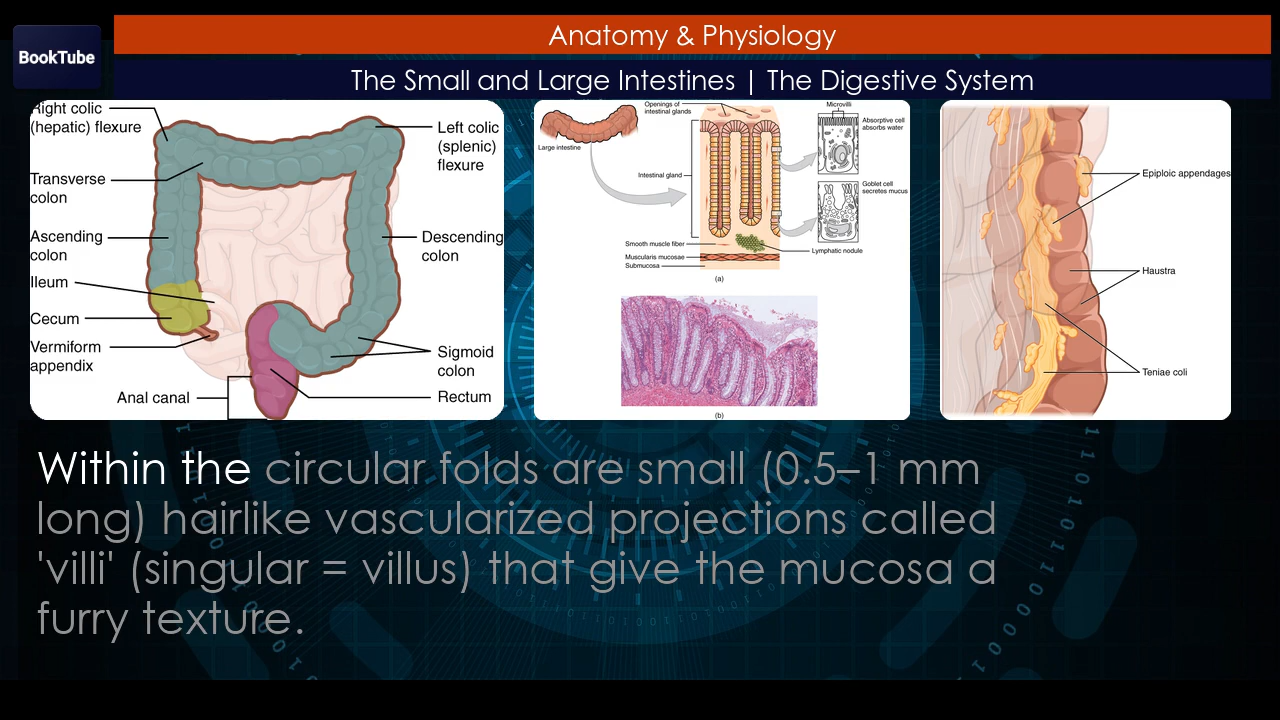 BookTube
Anatomy & Physiology
The Small and Large Intestines | The Digestive System
Right colic
(hepatic) flexure
Transverse
colon
Ascending
colon
Ileum
Cecum
Vermiform
appendix
Anal canal
Left colic
(splenic)
flexure
Descending
colon
Sigmoid
colon
Rectum
Large intestine
Openings of
intestinal glands
Intestinal gland
Smooth muscle fiber
Muscularis mucosae
Submucosa
Microvilli
Absorptive cell
absorbs water
Goblet cell
secretes mucus
Lymphatic nodule
(a)
(b)
Epiploic appendages
Haustra
Teniae coli
Within the circular folds are small (0.5–1 mm
long) hairlike vascularized projections called
'villi' (singular = villus) that give the mucosa a
furry texture.